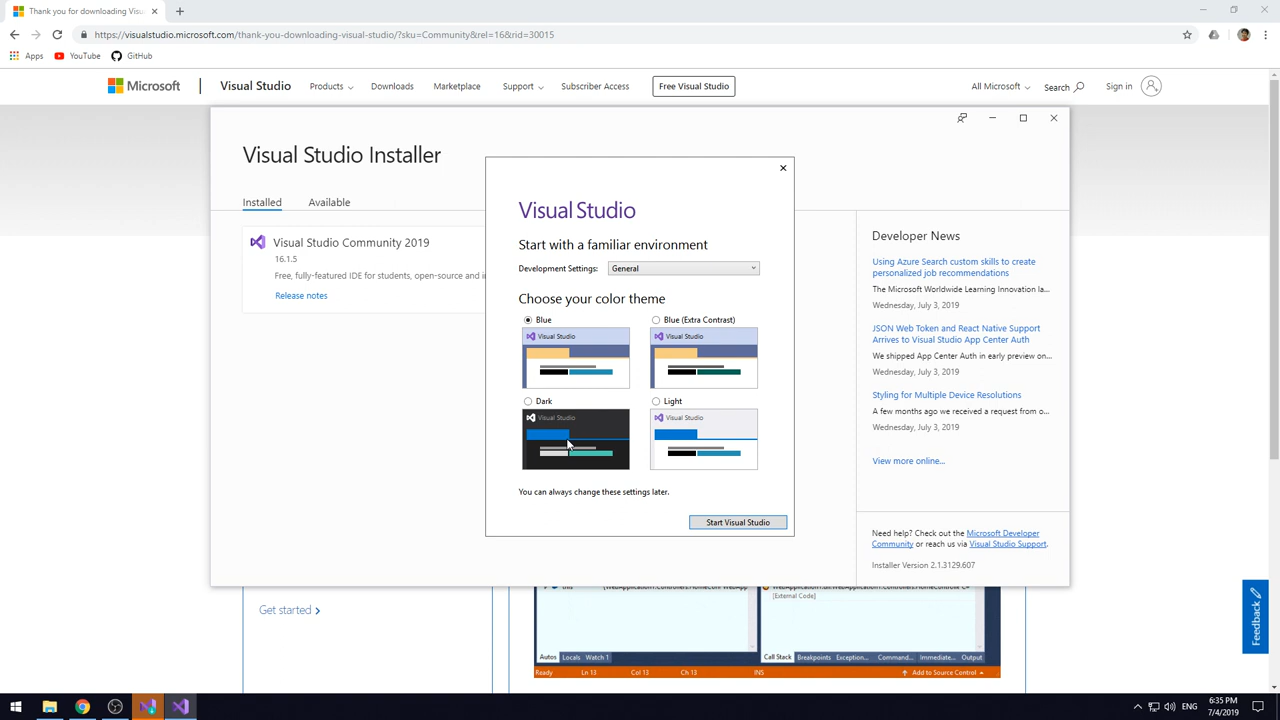 Thank you for downloading Visu
https://visualstudio.microsoft.com/thank-you-downloading-visual-studio/?sku=Community&rel=16&rid=30015
Apps YouTube GitHub
Microsoft Visual Studio Products Downloads Marketplace Support Subscriber Access Free Visual Studio All Microsoft Search Sign in
Visual Studio Installer
Installed Available
Visual Studio Community 2019
16.1.5
Free, fully-featured IDE for students, open-source and in
Release notes
Visual Studio
Start with a familiar environment
Development Settings: General
Choose your color theme
Blue Blue (Extra Contrast)
Visual Studio Visual Studio
Dark Light
Visual Studio Visual Studio
You can always change these settings later.
Start Visual Studio
Developer News
Using Azure Search custom skills to create
personalized job recommendations
The Microsoft Worldwide Learning Innovation la...
Wednesday, July 3, 2019
JSON Web Token and React Native Support
Arrives to Visual Studio App Center Auth
We shipped App Center Auth in early preview on...
Wednesday, July 3, 2019
Styling for Multiple Device Resolutions
A few months ago we received a request from o...
Wednesday, July 3, 2019
View more online...
Need help? Check out the Microsoft Developer
Community or reach us via Visual Studio Support.
Installer Version 2.1.3129.607
Get started
[External Code]
Autos Locals Watch 1 Call Stack Breakpoints Exception... Command... Immediate... Output
Ready Ln 13 Col 13 Ch 13 INS Add to Source Control
Feedback
ENG
6:35 PM
7/4/2019